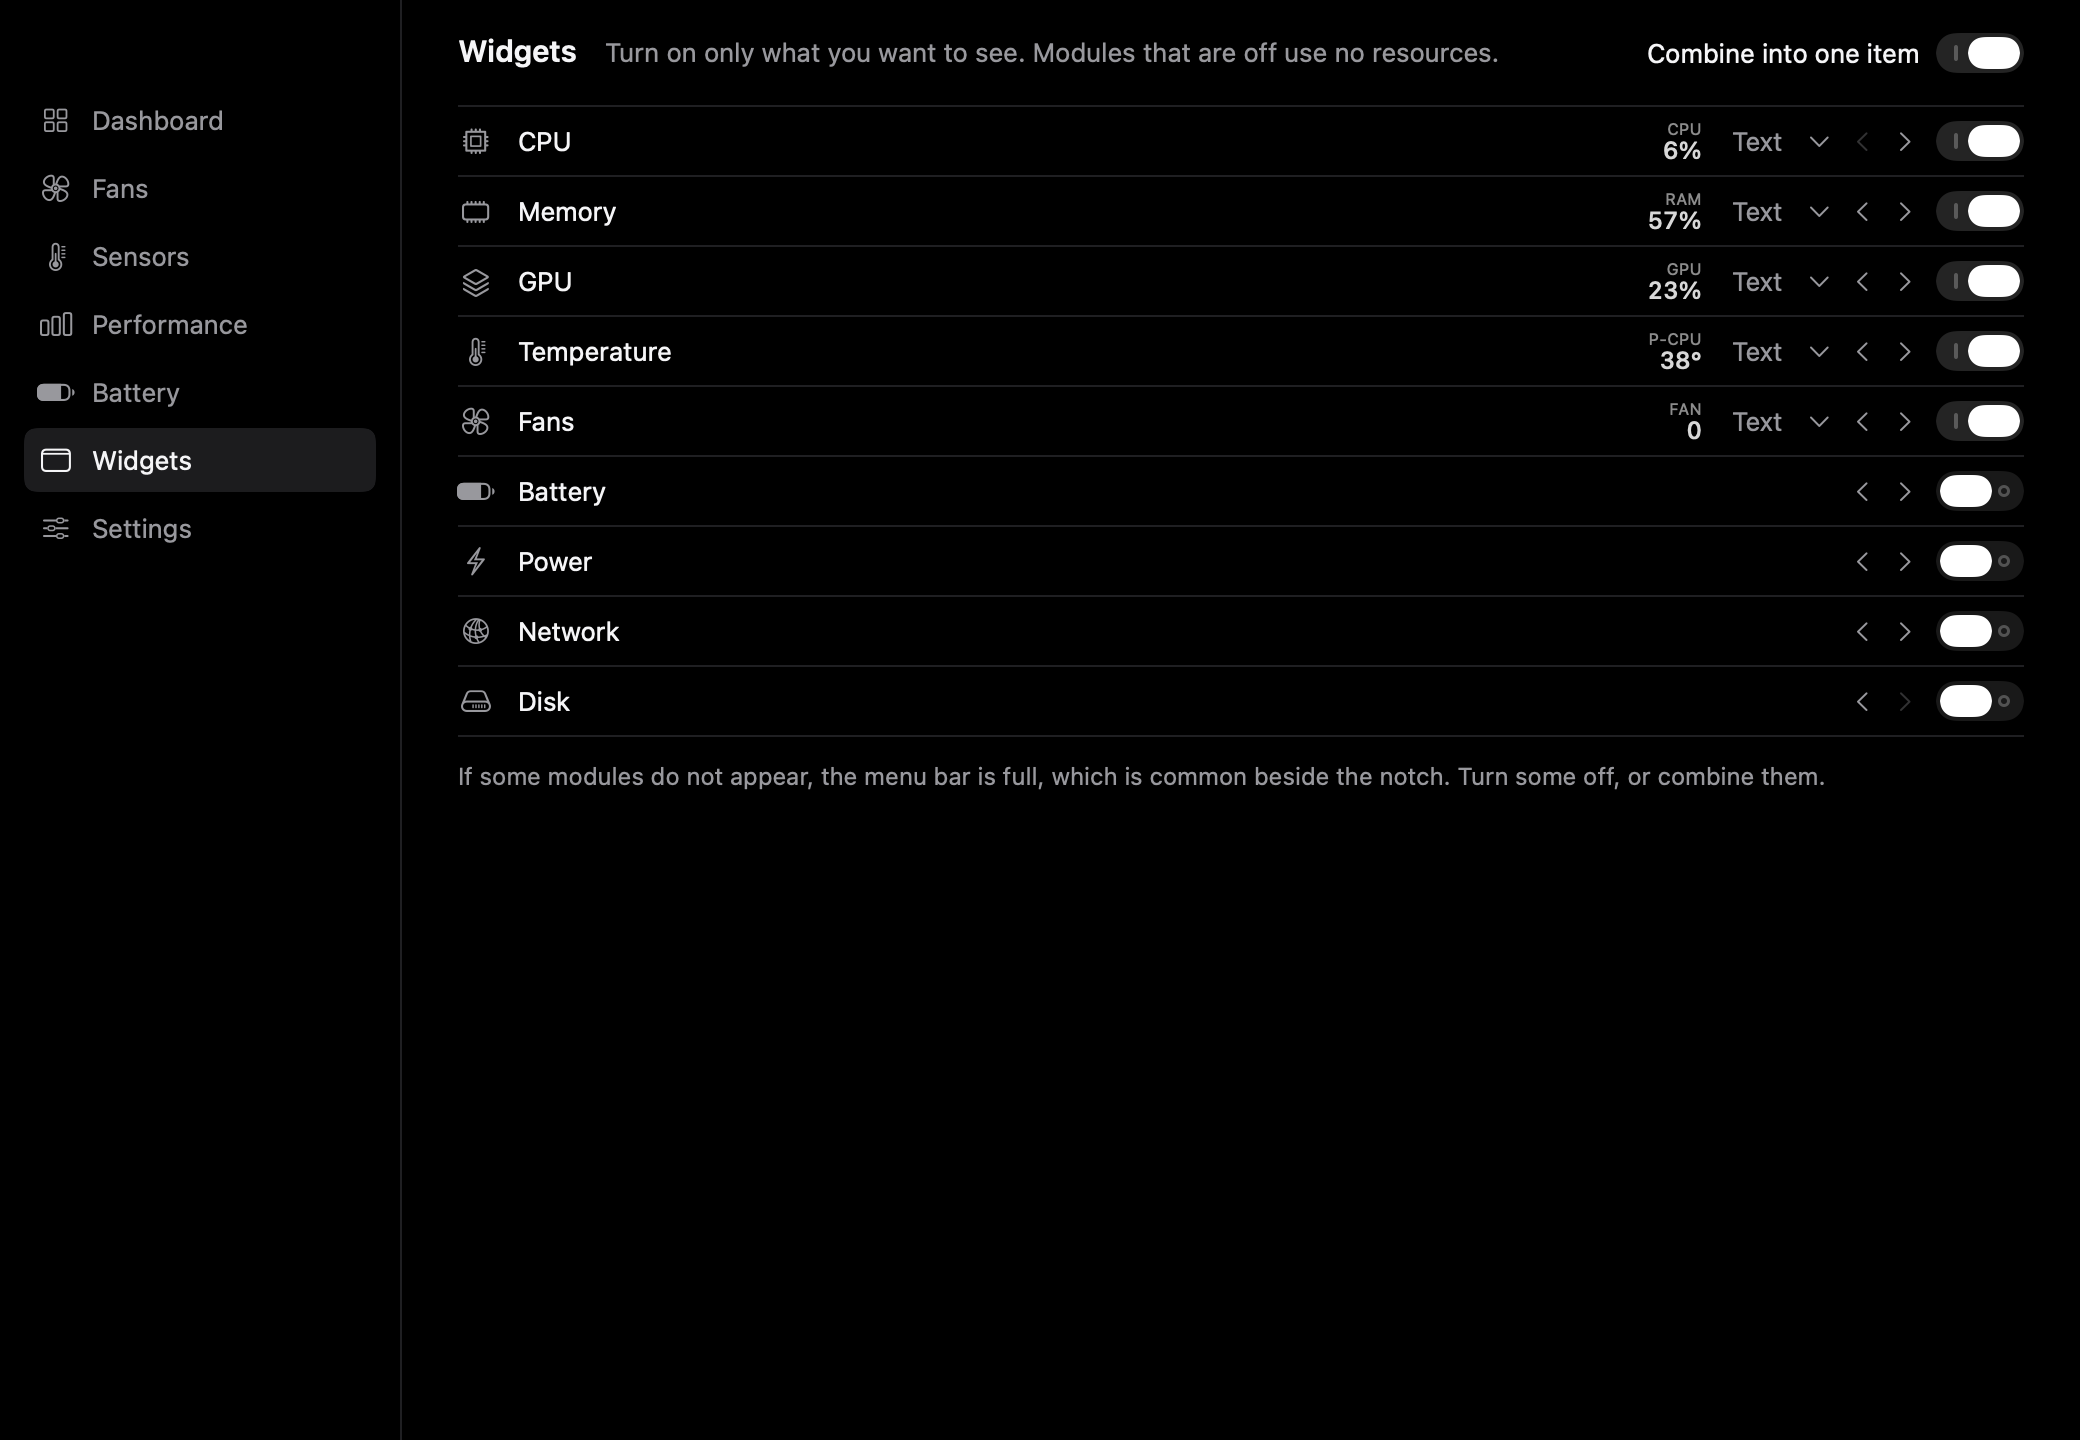 Dashboard
Fans
Sensors
Performance
Battery
Widgets
Settings
Widgets Turn on only what you want to see. Modules that are off use no resources. Combine into one item
CPU CPU 6% Text
Memory RAM 57% Text
GPU GPU 23% Text
Temperature P-CPU 38° Text
Fans FAN 0 Text
Battery
Power
Network
Disk
If some modules do not appear, the menu bar is full, which is common beside the notch. Turn some off, or combine them.